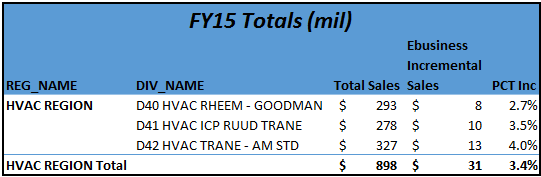 FY15 Totals (mil)
Ebusiness
Incremental
REG_NAME DIV_NAME Total Sales Sales PCT Inc
HVAC REGION D40 HVAC RHEEM - GOODMAN $ 293 $ 8 2.7%
D41 HVAC ICP RUUD TRANE $ 278 $ 10 3.5%
D42 HVAC TRANE - AM STD $ 327 $ 13 4.0%
HVAC REGION Total $ 898 $ 31 3.4%